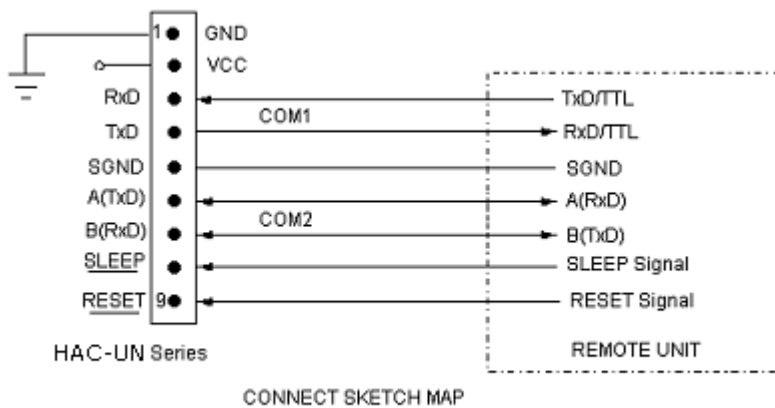 1 GND
VCC
RxD TxD/TTL
COM1
TxD RxD/TTL
SGND SGND
A(TxD) A(RxD)
COM2
B(RxD) B(TxD)
SLEEP SLEEP Signal
RESET 9 RESET Signal
HAC-UN Series REMOTE UNIT
CONNECT SKETCH MAP